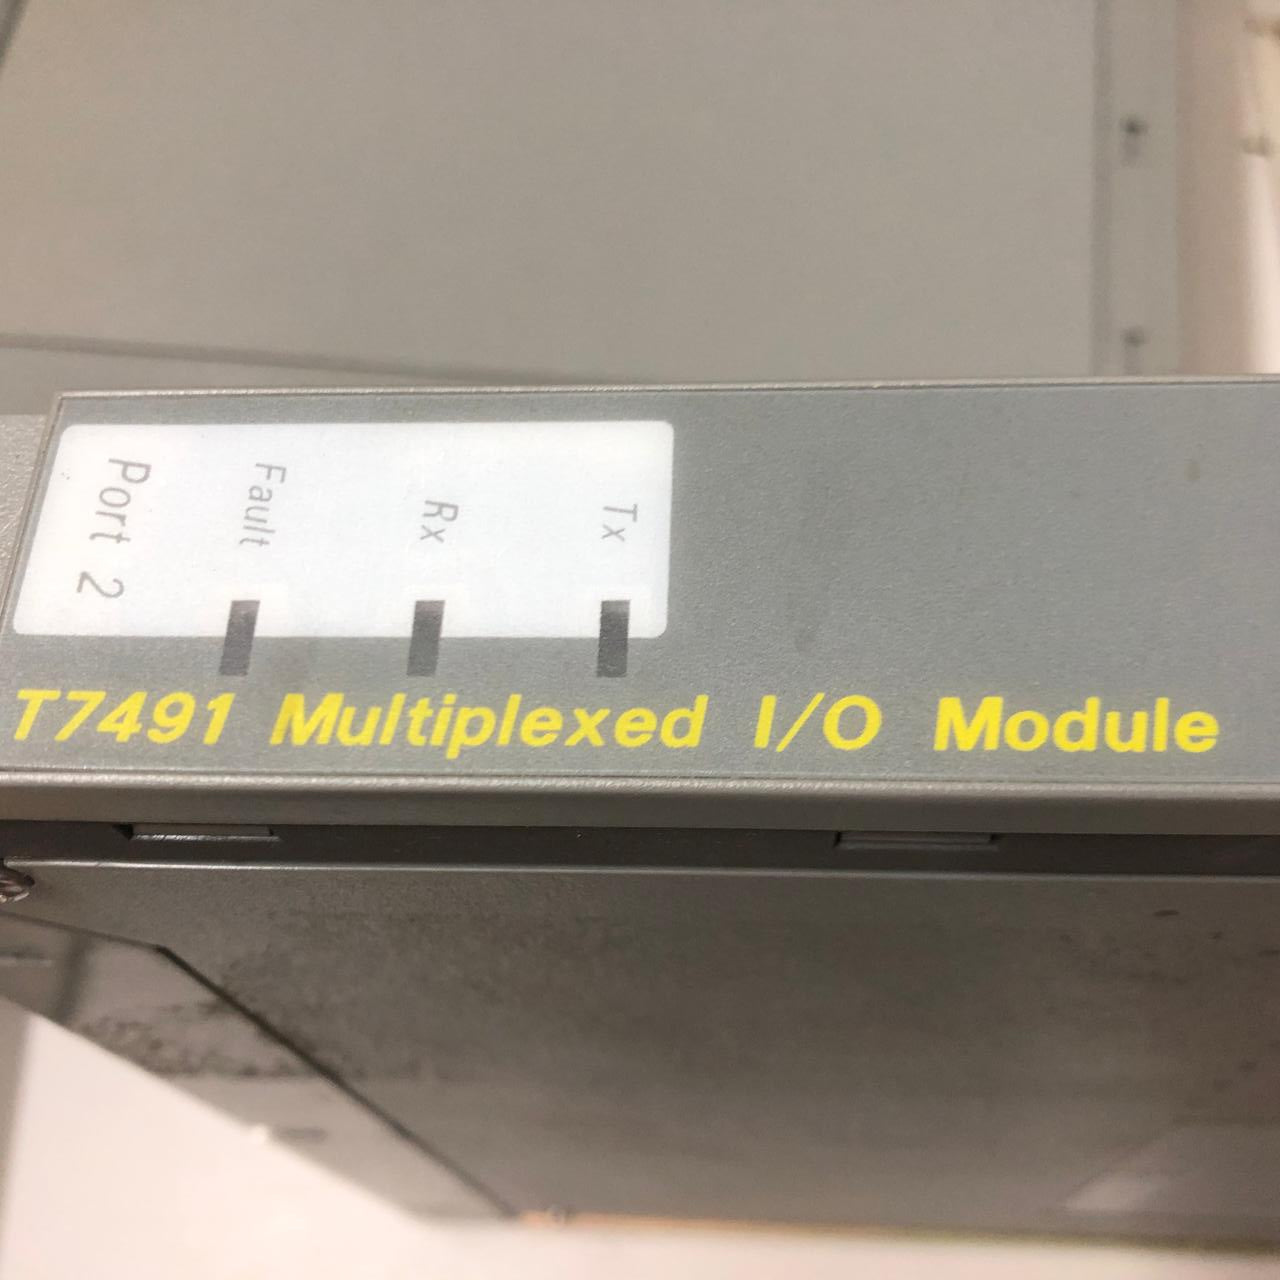 Tx
Rx
Fault
Port 2
T7491 Multiplexed I/O Module